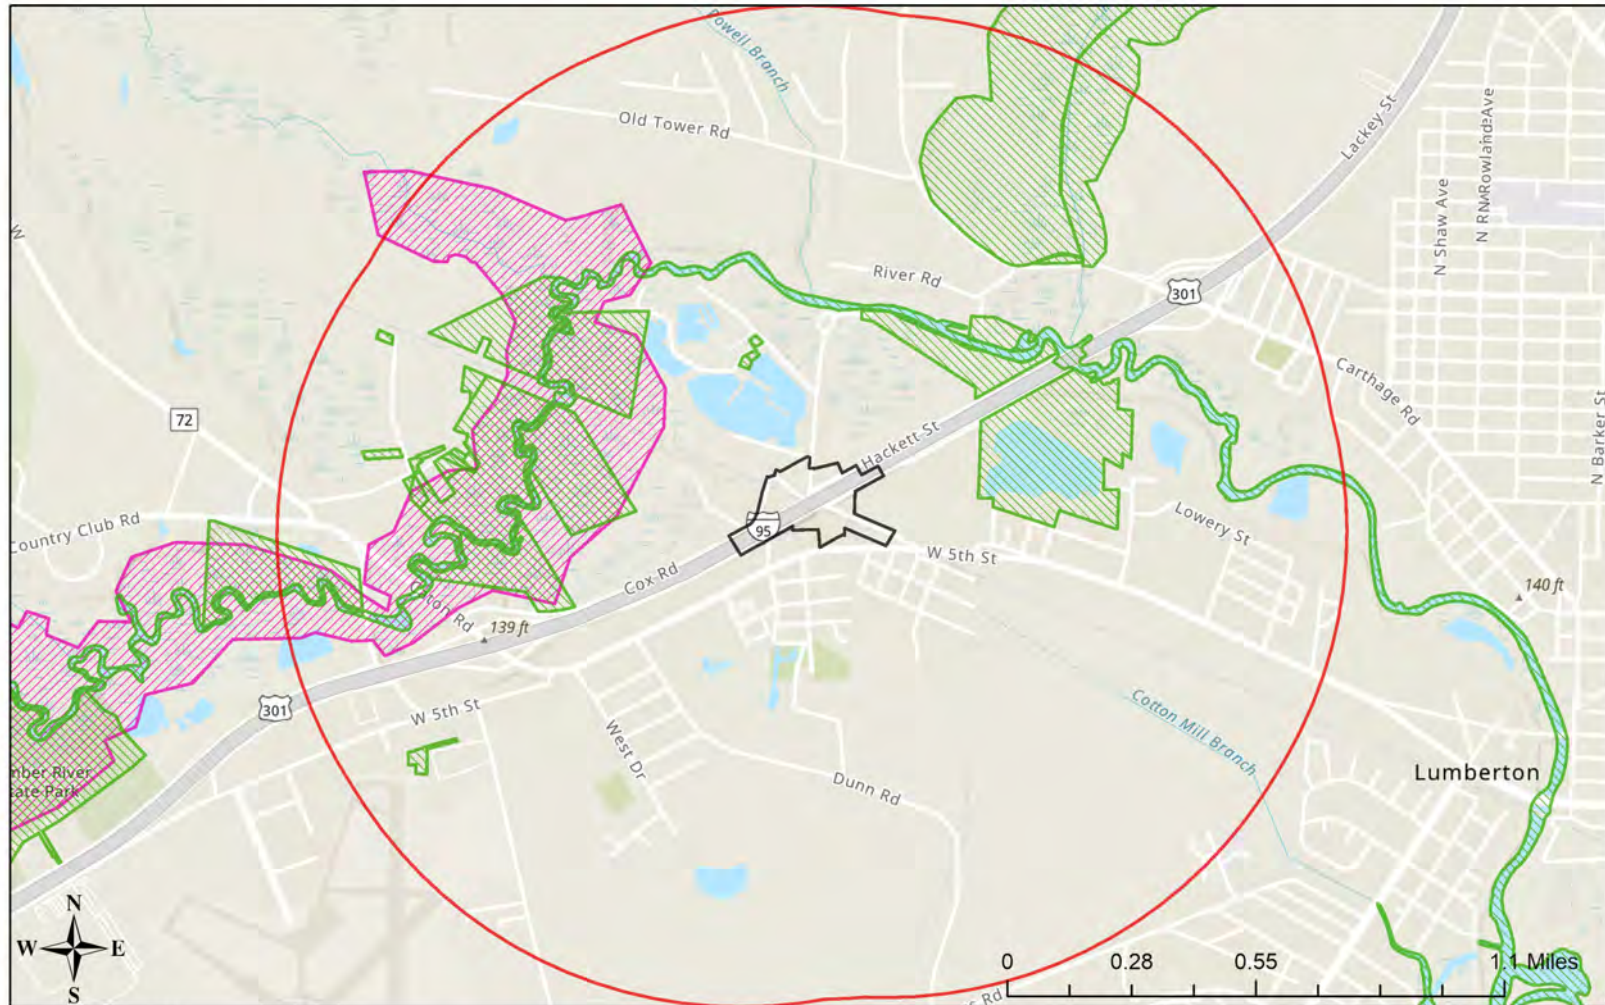 Powell Branch
Old Tower Rd
Lackey St
N Shaw Ave
N Rowland Ave
River Rd
301
Carthage Rd
N Barker St
72
Hackett St
Country Club Rd
95
Lowery St
W 5th St
Cox Rd
140 ft
139 ft
301
W 5th St
Cotton Mill Branch
West Dr
Dunn Rd
Lumberton
mber River
ate Park
N
W
E
S
0
0.28
0.55
1.1 Miles
s Rd